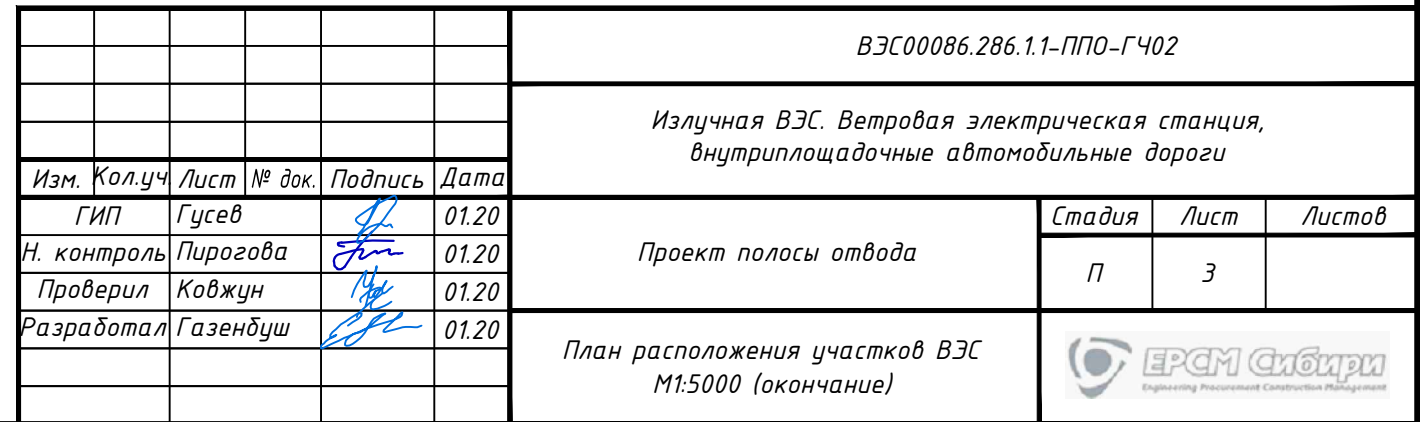 ВЭС00086.286.1.1-ППО-ГЧ02
Излучная ВЭС. Ветровая электрическая станция,
внутриплощадочные автомобильные дороги
Изм. Кол.уч. Лист № док. Подпись Дата
ГИП Гусев 01.20
Н. контроль Пирогова 01.20
Проверил Ковжун 01.20
Разработал Газенбуш 01.20
Проект полосы отвода
Стадия Лист Листов
П 3
План расположения участков ВЭС
М1:5000 (окончание)
ЕРСМ Сибири
Engineering Procurement Construction Management